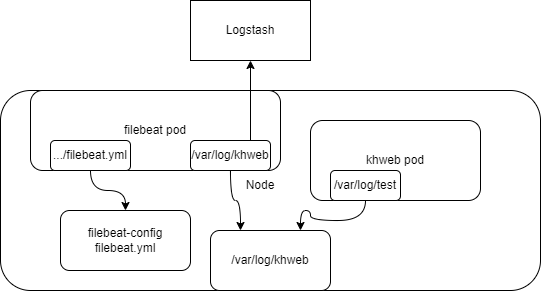 Logstash
filebeat pod
.../filebeat.yml
/var/log/khweb
khweb pod
/var/log/test
Node
filebeat-config
filebeat.yml
/var/log/khweb